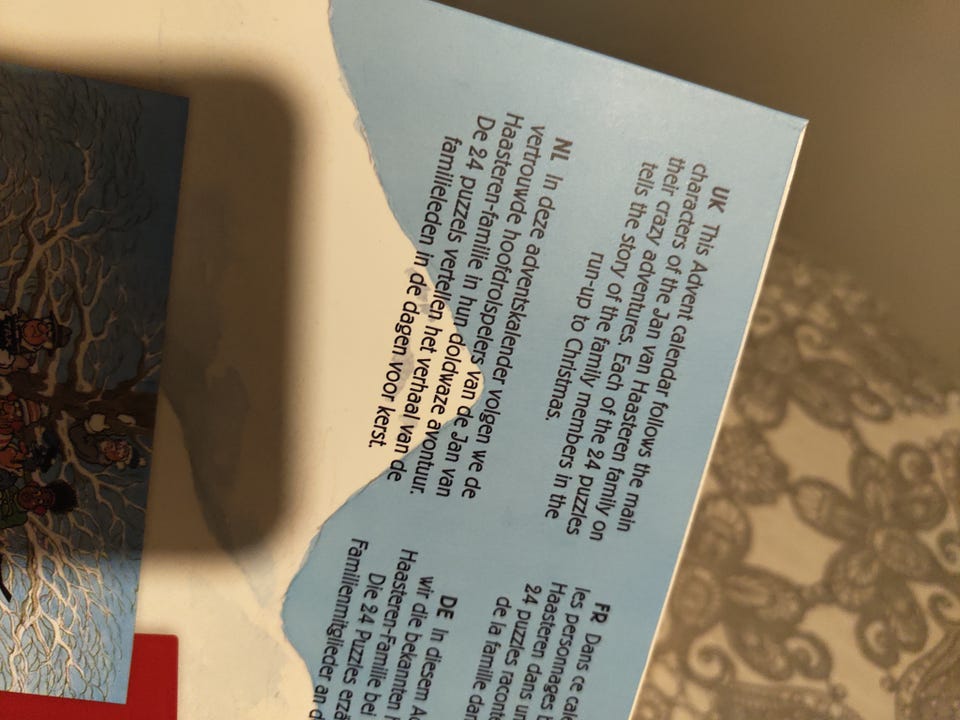 UK This Advent calendar follows the main
characters of the Jan van Haasteren family on
their crazy adventures. Each of the 24 puzzles
tells the story of the family members in the
run-up to Christmas.
NL In deze adventskalender volgen we de
vertrouwde hoofdrolspelers van de Jan van
Haasteren-familie in hun doldwaze avontuur.
De 24 puzzels vertellen het verhaal van de
familieleden in de dagen voor kerst.
FR Dans ce cale
les personnages
Haasteren dans un
24 puzzles raconte
de la famille dan
DE In diesem
wir die bekannten
Haasteren-Familie bei
Die 24 Puzzles erzä
Familienmitglieder an d